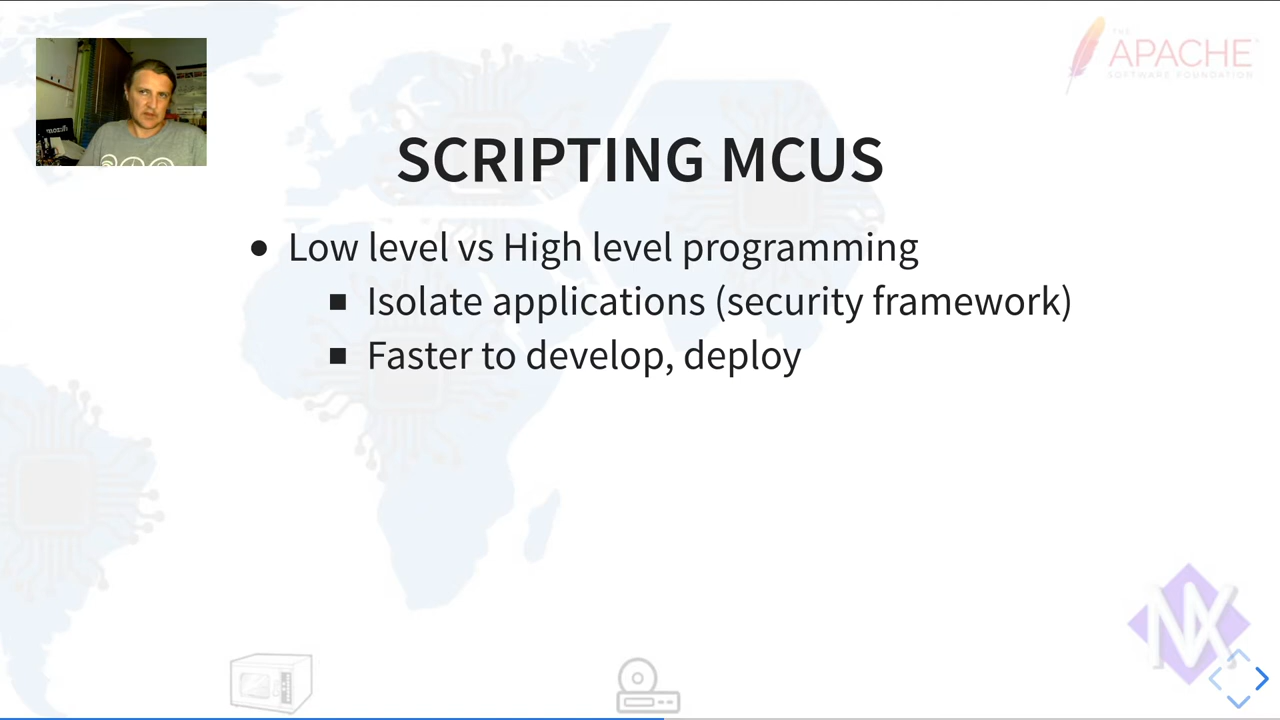 THE
APACHE
SOFTWARE FOUNDATION
SCRIPTING MCUS
Low level vs High level programming
Isolate applications (security framework)
Faster to develop, deploy
NX